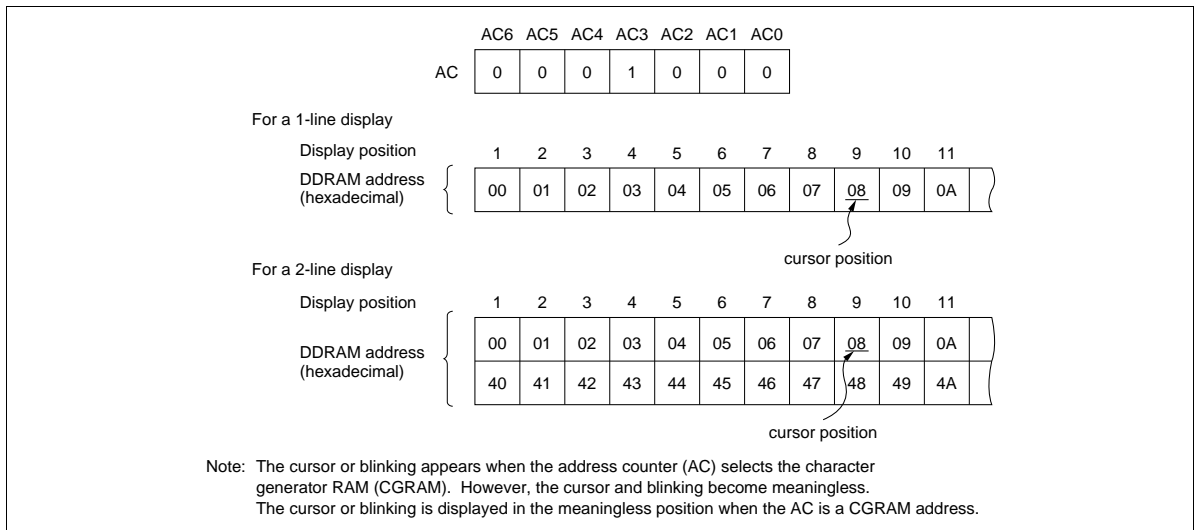 AC6 AC5 AC4 AC3 AC2 AC1 AC0
AC 0 0 0 1 0 0 0
For a 1-line display
Display position 1 2 3 4 5 6 7 8 9 10 11
DDRAM address
(hexadecimal)
00 01 02 03 04 05 06 07 08 09 0A
cursor position
For a 2-line display
Display position 1 2 3 4 5 6 7 8 9 10 11
DDRAM address
(hexadecimal)
00 01 02 03 04 05 06 07 08 09 0A
40 41 42 43 44 45 46 47 48 49 4A
cursor position
Note: The cursor or blinking appears when the address counter (AC) selects the character
generator RAM (CGRAM). However, the cursor and blinking become meaningless.
The cursor or blinking is displayed in the meaningless position when the AC is a CGRAM address.